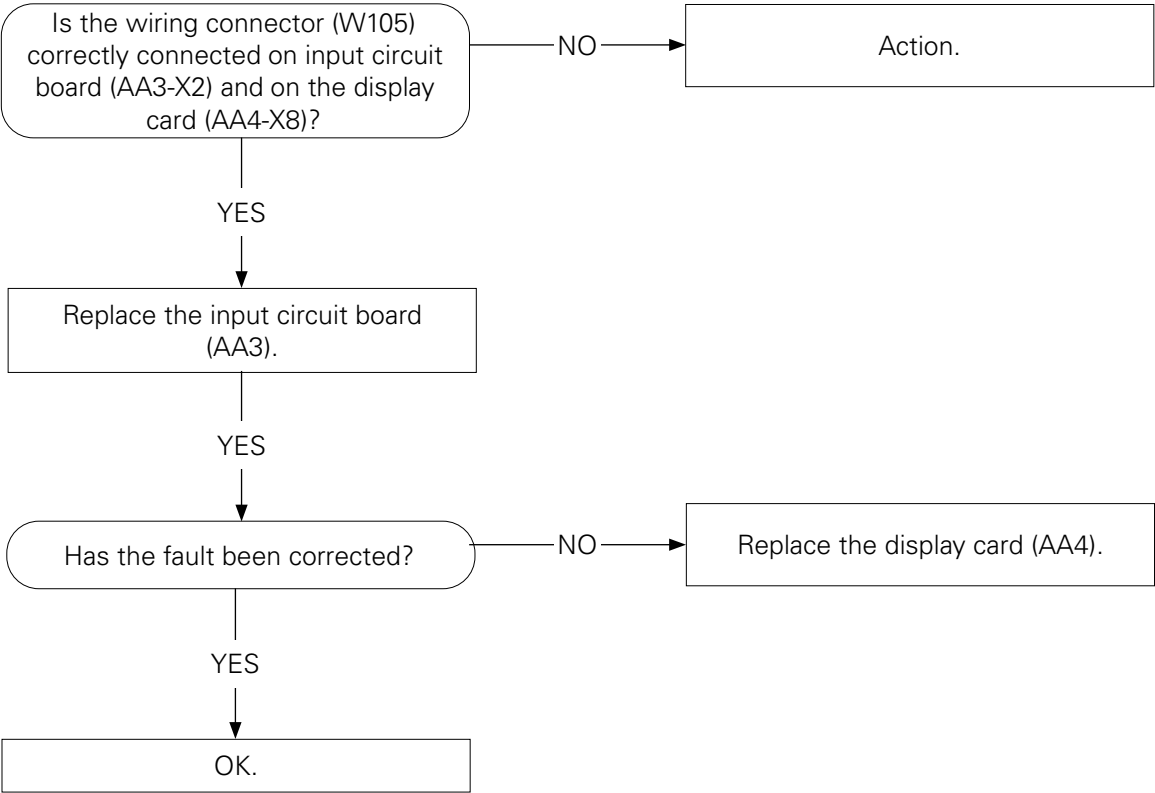 Is the wiring connector (W105)
correctly connected on input circuit
board (AA3-X2) and on the display
card (AA4-X8)?
NO
Action.
YES
Replace the input circuit board
(AA3).
YES
Has the fault been corrected?
NO
Replace the display card (AA4).
YES
OK.